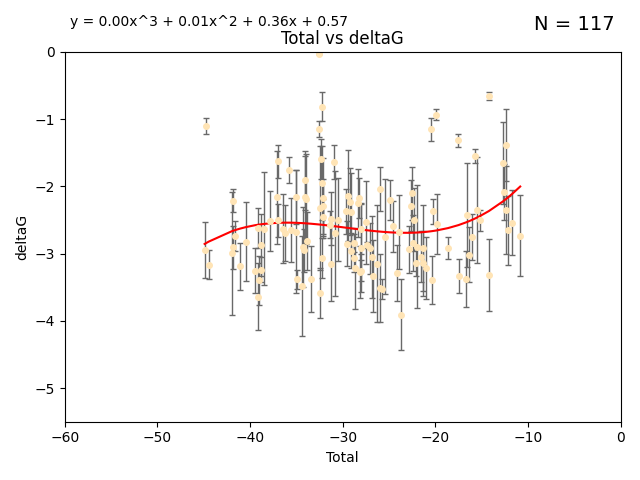 y = 0.00x^3 + 0.01x^2 + 0.36x + 0.57
N = 117
Total vs deltaG
0
−1
−2
−3
−4
−5
deltaG
−60
−50
−40
−30
−20
−10
0
Total